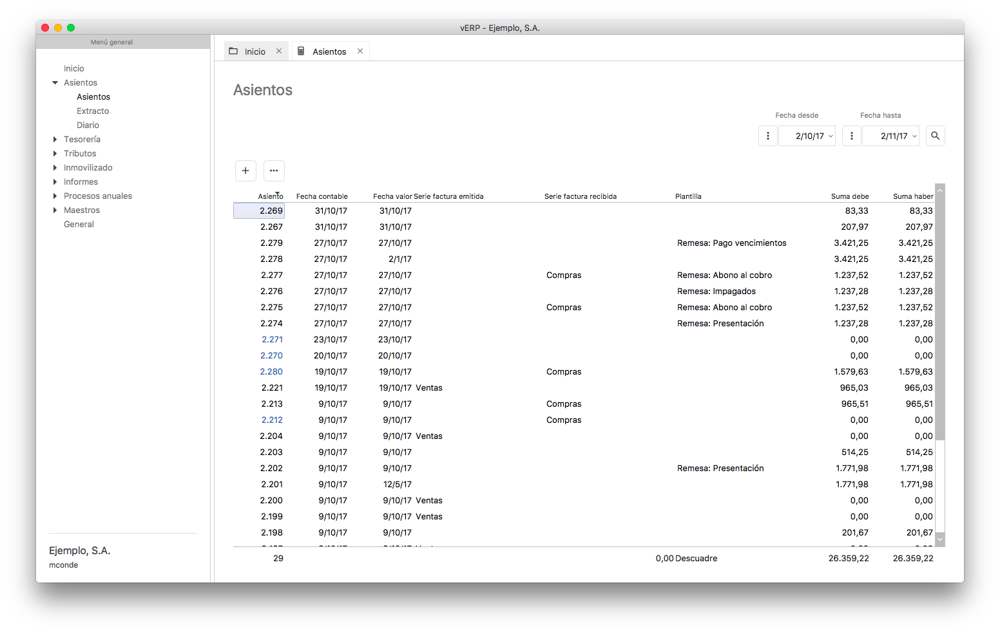 vERP - Ejemplo, S.A.
Menú general
Inicio
Asientos
Asientos
Extracto
Diario
Tesorería
Tributos
Inmovilizado
Informes
Procesos anuales
Maestros
General
Ejemplo, S.A.
mconde
Inicio Asientos
Asientos
Fecha desde Fecha hasta
2/10/17 2/11/17
Asiento Fecha contable Fecha valor Serie factura emitida Serie factura recibida Plantilla Suma debe Suma haber
2.269 31/10/17 31/10/17 83,33 83,33
2.267 31/10/17 31/10/17 207,97 207,97
2.279 27/10/17 27/10/17 Remesa: Pago vencimientos 3.421,25 3.421,25
2.278 27/10/17 2/1/17 3.421,25 3.421,25
2.277 27/10/17 27/10/17 Compras Remesa: Abono al cobro 1.237,52 1.237,52
2.276 27/10/17 27/10/17 Remesa: Impagados 1.237,28 1.237,28
2.275 27/10/17 27/10/17 Compras Remesa: Abono al cobro 1.237,52 1.237,52
2.274 27/10/17 27/10/17 Remesa: Presentación 1.237,28 1.237,28
2.271 23/10/17 23/10/17 0,00 0,00
2.270 20/10/17 20/10/17 0,00 0,00
2.280 19/10/17 19/10/17 Compras 1.579,63 1.579,63
2.221 19/10/17 19/10/17 Ventas 965,03 965,03
2.213 9/10/17 9/10/17 Compras 965,51 965,51
2.212 9/10/17 9/10/17 Compras 0,00 0,00
2.204 9/10/17 9/10/17 Ventas 0,00 0,00
2.203 9/10/17 9/10/17 514,25 514,25
2.202 9/10/17 9/10/17 Remesa: Presentación 1.771,98 1.771,98
2.201 9/10/17 12/5/17 1.771,98 1.771,98
2.200 9/10/17 9/10/17 Ventas 0,00 0,00
2.199 9/10/17 9/10/17 Ventas 0,00 0,00
2.198 9/10/17 9/10/17 201,67 201,67
29 0,00 Descuadre 26.359,22 26.359,22